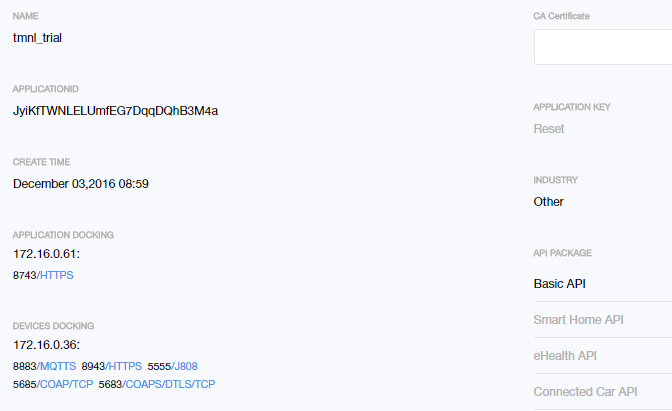 NAME
tmnl_trial
APPLICATIONID
JyiKfTWNLELUmfEG7DqqDQhB3M4a
CREATE TIME
December 03,2016 08:59
APPLICATION DOCKING
172.16.0.61:
8743/HTTPS
DEVICES DOCKING
172.16.0.36:
8883/MQTTS 8943/HTTPS 5555/J808
5685/COAP/TCP 5683/COAPS/DTLS/TCP
CA Certificate
APPLICATION KEY
Reset
INDUSTRY
Other
API PACKAGE
Basic API
Smart Home API
eHealth API
Connected Car API